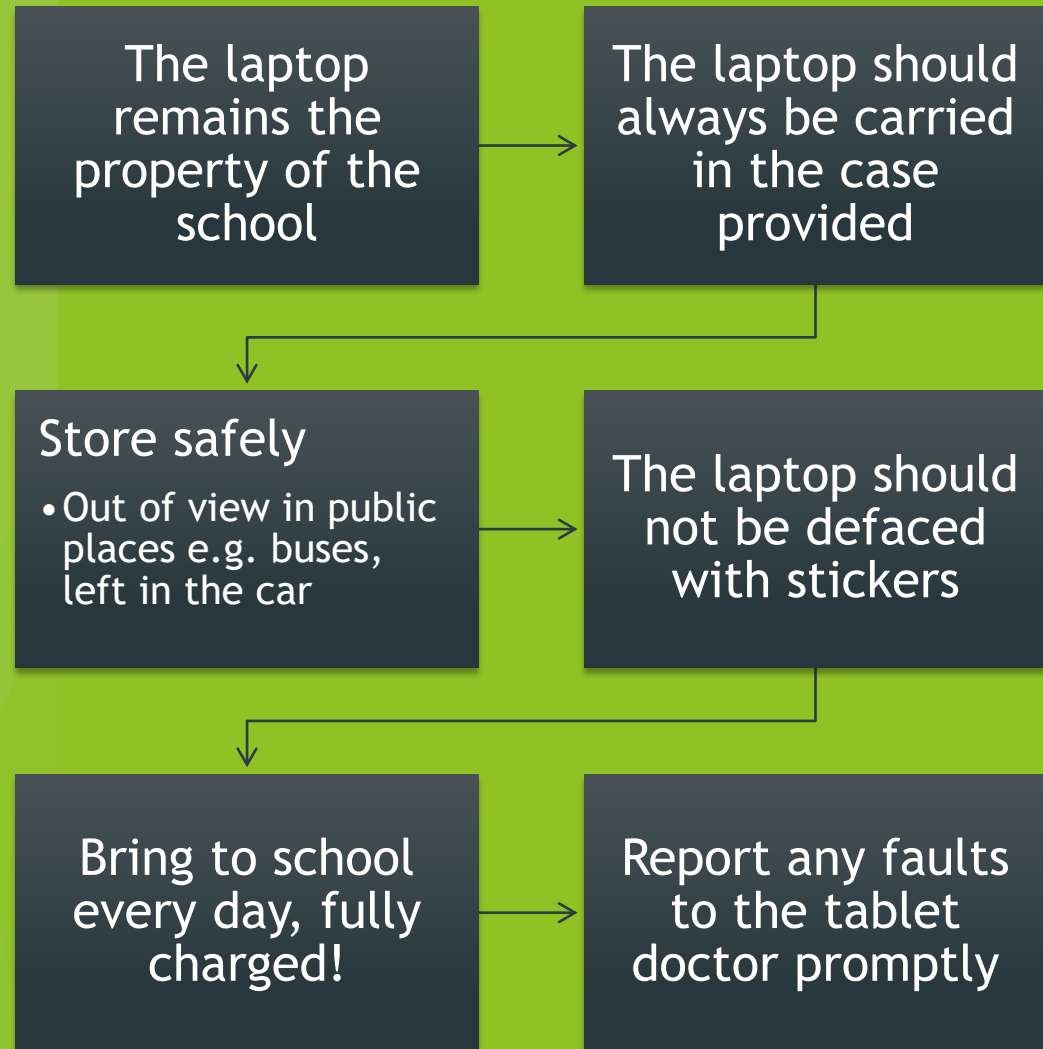 The laptop
remains the
property of the
school
The laptop should
always be carried
in the case
provided
Store safely
•Out of view in public
places e.g. buses,
left in the car
The laptop should
not be defaced
with stickers
Bring to school
every day, fully
charged!
Report any faults
to the tablet
doctor promptly